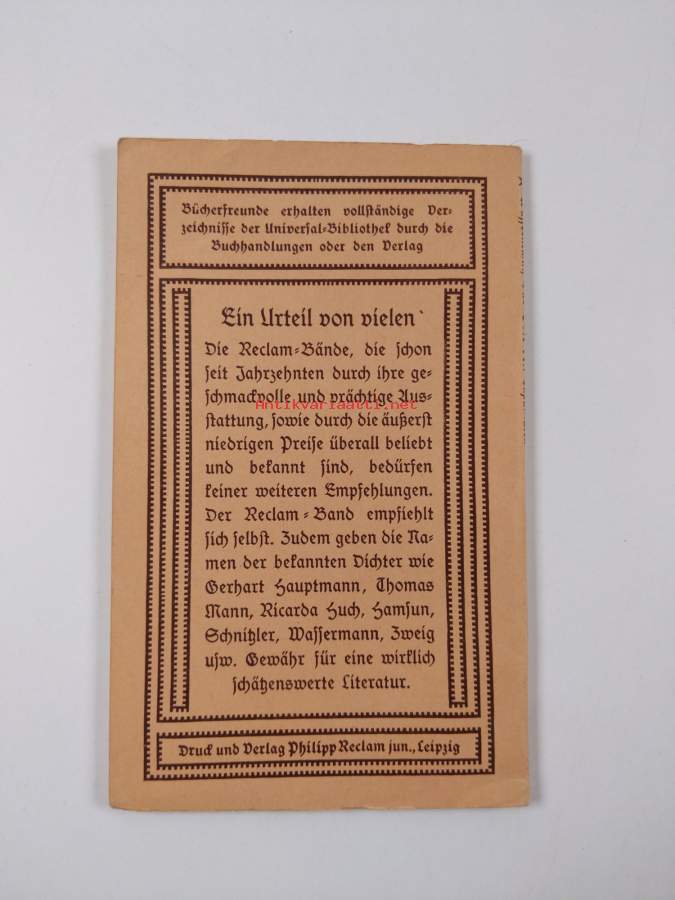 Bücherfreunde erhalten vollständige Ver-
zeichnisse der Universal-Bibliothek durch die
Buchhandlungen oder den Verlag
Ein Urteil von vielen
Die Reclam-Bände, die schon
seit Jahrzehnten durch ihre ge-
schmackvolle und prächtige Aus-
Antikvariaatti.net
stattung, sowie durch die äußerst
niedrigen Preise überall beliebt
und bekannt sind, bedürfen
keiner weiteren Empfehlungen.
Der Reclam-Band empfiehlt
sich selbst. Zudem geben die Na-
men der bekannten Dichter wie
Gerhart Hauptmann, Thomas
Mann, Ricarda Huch, Hamsun,
Schnitzler, Wassermann, Zweig
usw. Gewähr für eine wirklich
schätzenswerte Literatur.
Druck und Verlag Philipp Reclam jun., Leipzig